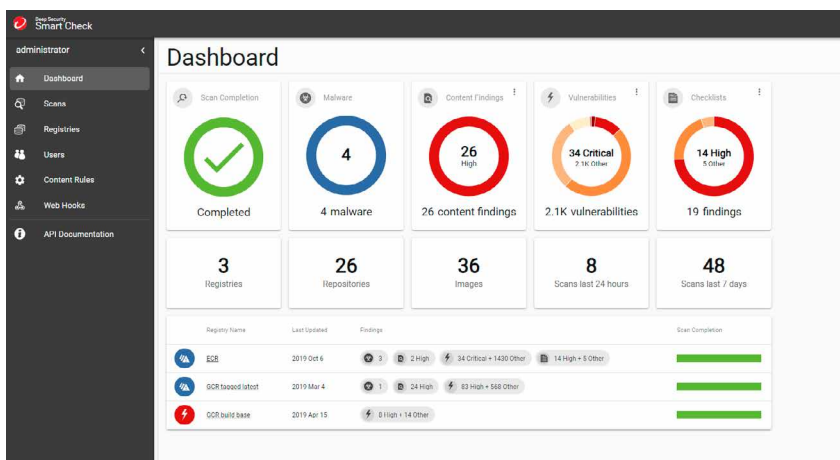 Deep Security
Smart Check
administrator
Dashboard
Scans
Registries
Users
Content Rules
Web Hooks
API Documentation
Dashboard
Scan Completion
Completed
Malware
4
4 malware
Content Findings
26
High
26 content findings
Vulnerabilities
34 Critical
2.1K Other
2.1K vulnerabilities
Checklists
14 High
5 Other
19 findings
3
Registries
26
Repositories
36
Images
8
Scans last 24 hours
48
Scans last 7 days
Registry Name Last Updated Findings Scan Completion
ECR 2019 Oct 6 3 2 High 34 Critical + 1430 Other 14 High + 5 Other
GCR tagged latest 2019 Mar 4 1 24 High 83 High + 568 Other
GCR build base 2019 Apr 15 8 High + 14 Other